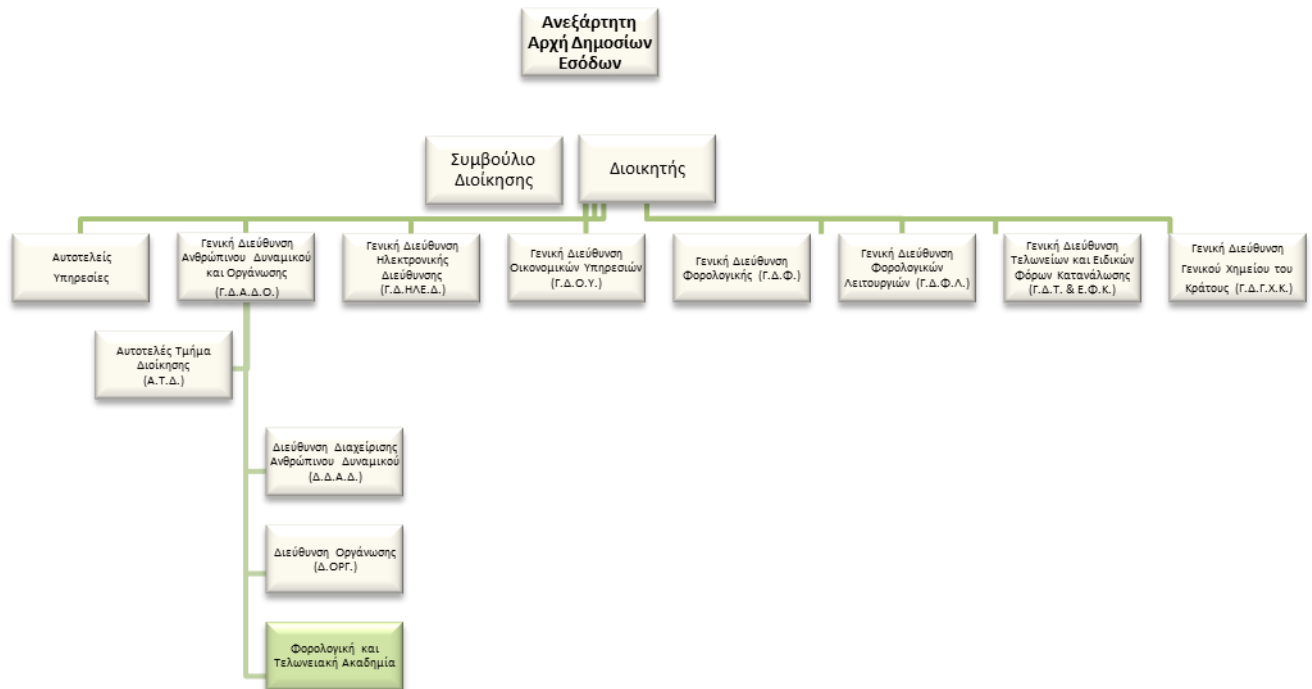 Ανεξάρτητη
Αρχή Δημοσίων
Εσόδων
Συμβούλιο
Διοίκησης
Διοικητής
Αυτοτελείς
Υπηρεσίες
Γενική Διεύθυνση
Ανθρώπινου Δυναμικού
και Οργάνωσης
(Γ.Δ.Α.Δ.Ο.)
Γενική Διεύθυνση
Ηλεκτρονικής
Διεύθυνσης
(Γ.Δ.ΗΛΕ.Δ.)
Γενική Διεύθυνση
Οικονομικών Υπηρεσιών
(Γ.Δ.Ο.Υ.)
Γενική Διεύθυνση
Φορολογικής (Γ.Δ.Φ.)
Γενική Διεύθυνση
Φορολογικών
Λειτουργιών (Γ.Δ.Φ.Λ.)
Γενική Διεύθυνση
Τελωνείων και Ειδικών
Φόρων Κατανάλωσης
(Γ.Δ.Τ. & Ε.Φ.Κ.)
Γενική Διεύθυνση
Γενικού Χημείου του
Κράτους (Γ.Δ.Γ.Χ.Κ.)
Αυτοτελές Τμήμα
Διοίκησης
(Α.Τ.Δ.)
Διεύθυνση Διαχείρισης
Ανθρώπινου Δυναμικού
(Δ.Δ.Α.Δ.)
Διεύθυνση Οργάνωσης
(Δ.ΟΡΓ.)
Φορολογική και
Τελωνειακή Ακαδημία